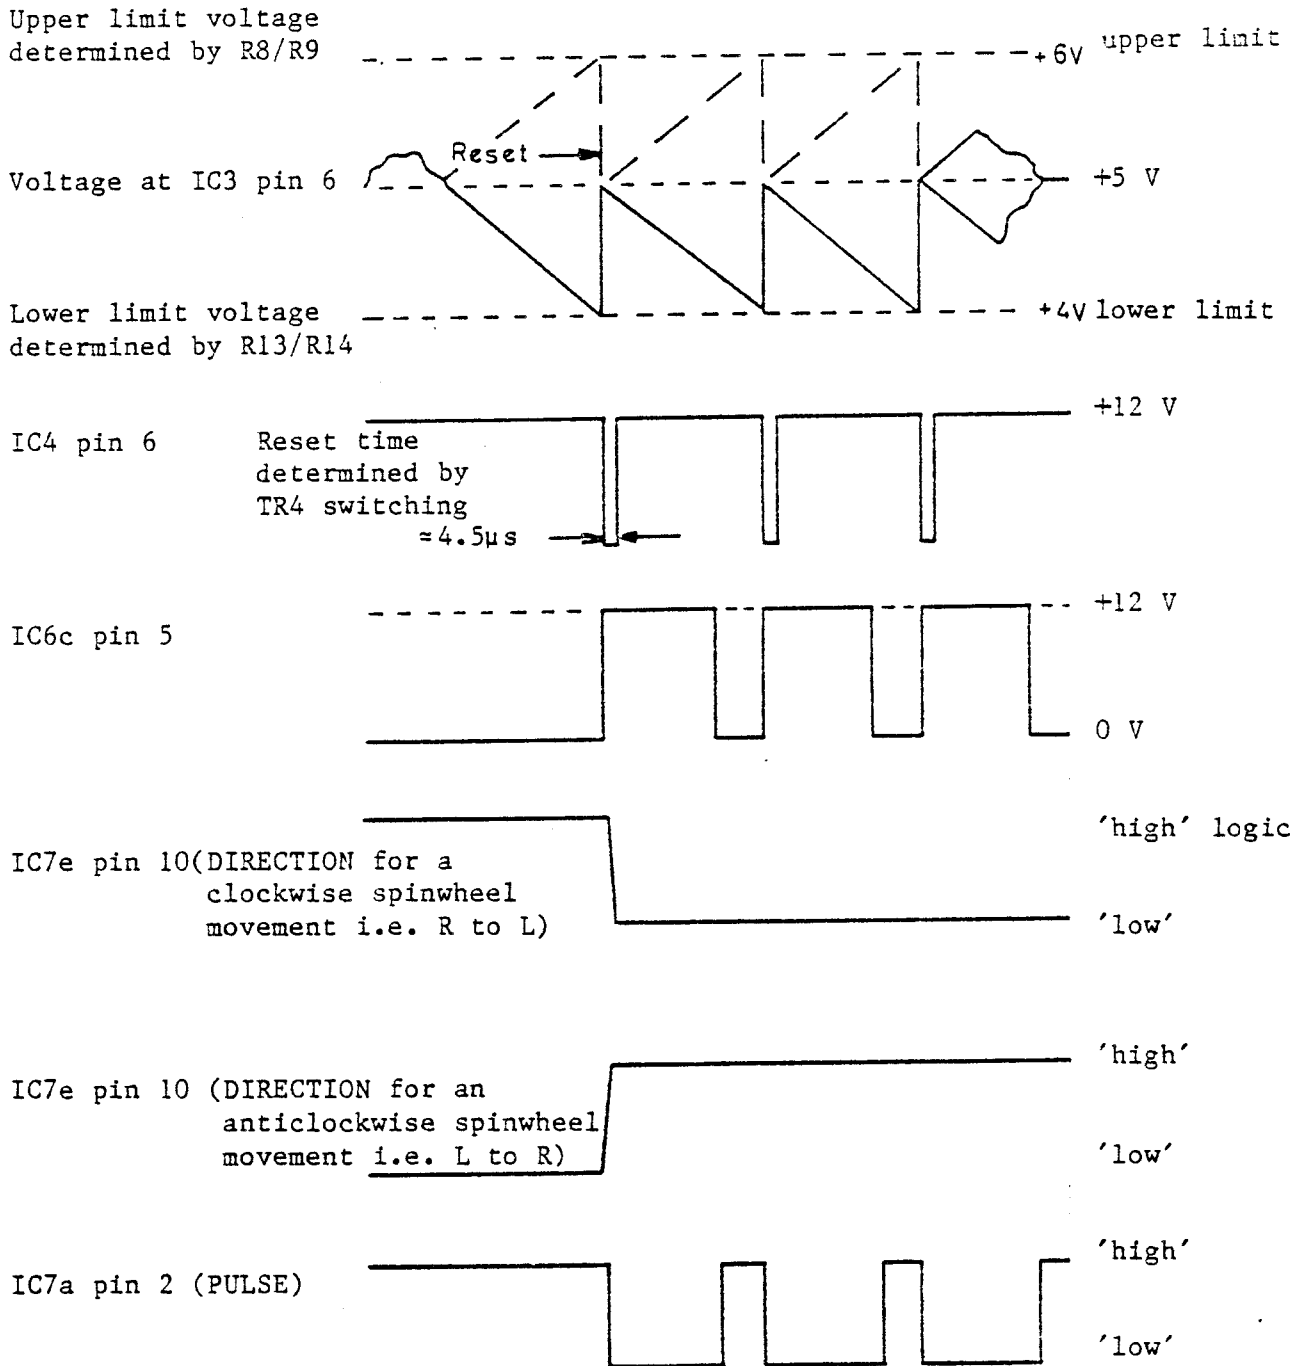 Upper limit voltage
determined by R8/R9
+6V upper limit
Reset
Voltage at IC3 pin 6
+5 V
Lower limit voltage
determined by R13/R14
+4V lower limit
+12 V
IC4 pin 6
Reset time
determined by
TR4 switching
≈4.5µs
+12 V
IC6c pin 5
0 V
'high' logic
IC7e pin 10(DIRECTION for a
clockwise spinwheel
movement i.e. R to L)
'low'
'high'
IC7e pin 10 (DIRECTION for an
anticlockwise spinwheel
movement i.e. L to R)
'low'
'high'
IC7a pin 2 (PULSE)
'low'